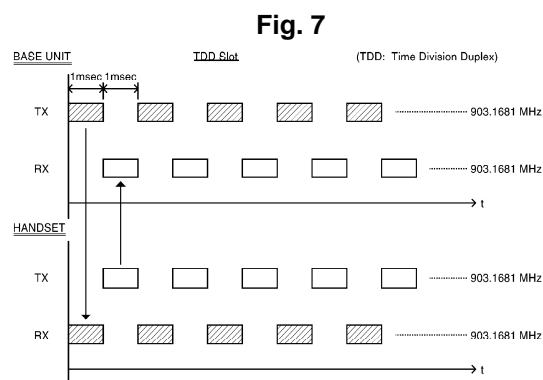 Fig. 7
BASE UNIT TDD Slot (TDD: Time Division Duplex)
1msec 1msec
TX 903.1681 MHz
RX 903.1681 MHz
t
HANDSET
TX 903.1681 MHz
RX 903.1681 MHz
t